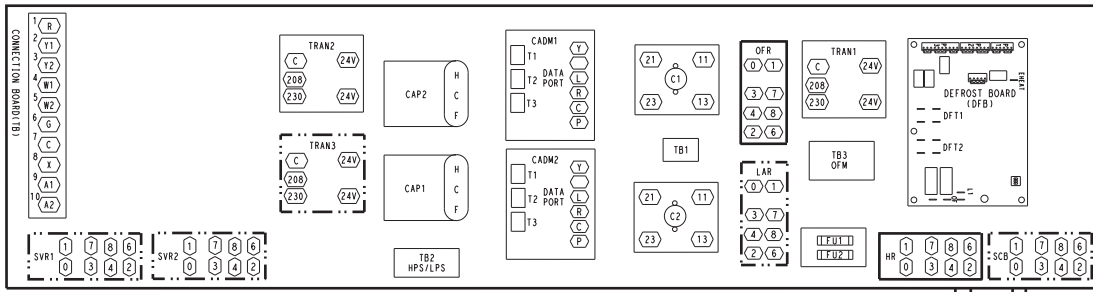 CONNECTION BOARD(TB)
1 R
2 Y1
3 Y2
4 W1
5 W2
6 G
7 C
8 X
9 A1
10 A2
SVR1
1 7 8 6
0 3 4 2
SVR2
1 7 8 6
0 3 4 2
TRAN2
C 24V
208
230 24V
TRAN3
C 24V
208
230 24V
CAP2
H
C
F
CAP1
H
C
F
TB2
HPS/LPS
CADM1
T1
T2
T3
DATA
PORT
Y
L
R
C
P
CADM2
T1
T2
T3
DATA
PORT
Y
L
R
C
P
21 11
C1
23 13
TB1
21 11
C2
23 13
OFR
0 1
3 7
4 8
2 6
LAR
0 1
3 7
4 8
2 6
TRAN1
C 24V
208
230 24V
TB3
OFM
FU1
FU2
EHEAT
DEFROST BOARD
(DFB)
DFT1
DFT2
HR
1 7 8 6
0 3 4 2
SCB
1 7 8 6
0 3 4 2